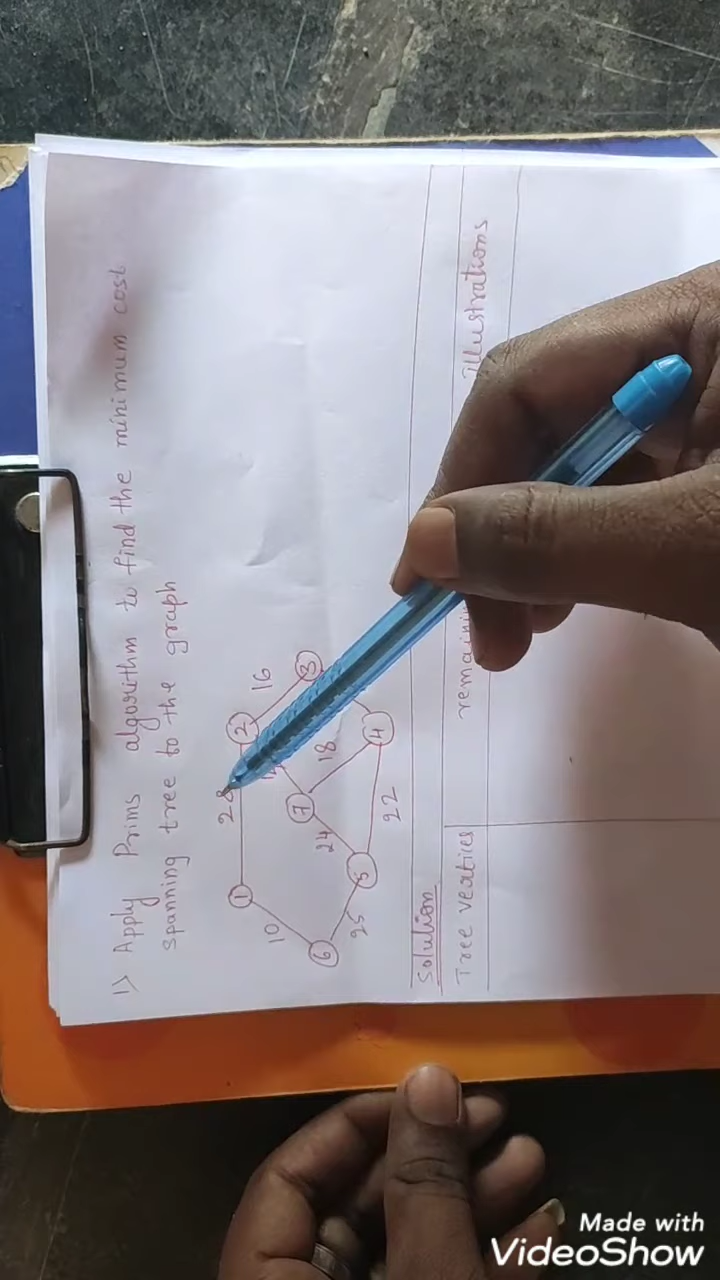 1> Apply Prims algorithm to find the minimum cost
spanning tree to the graph
28
1
2
16
3
10
7
18
24
4
6
25
5
22
Solution
Tree vertices
illustrations
Made with
VideoShow